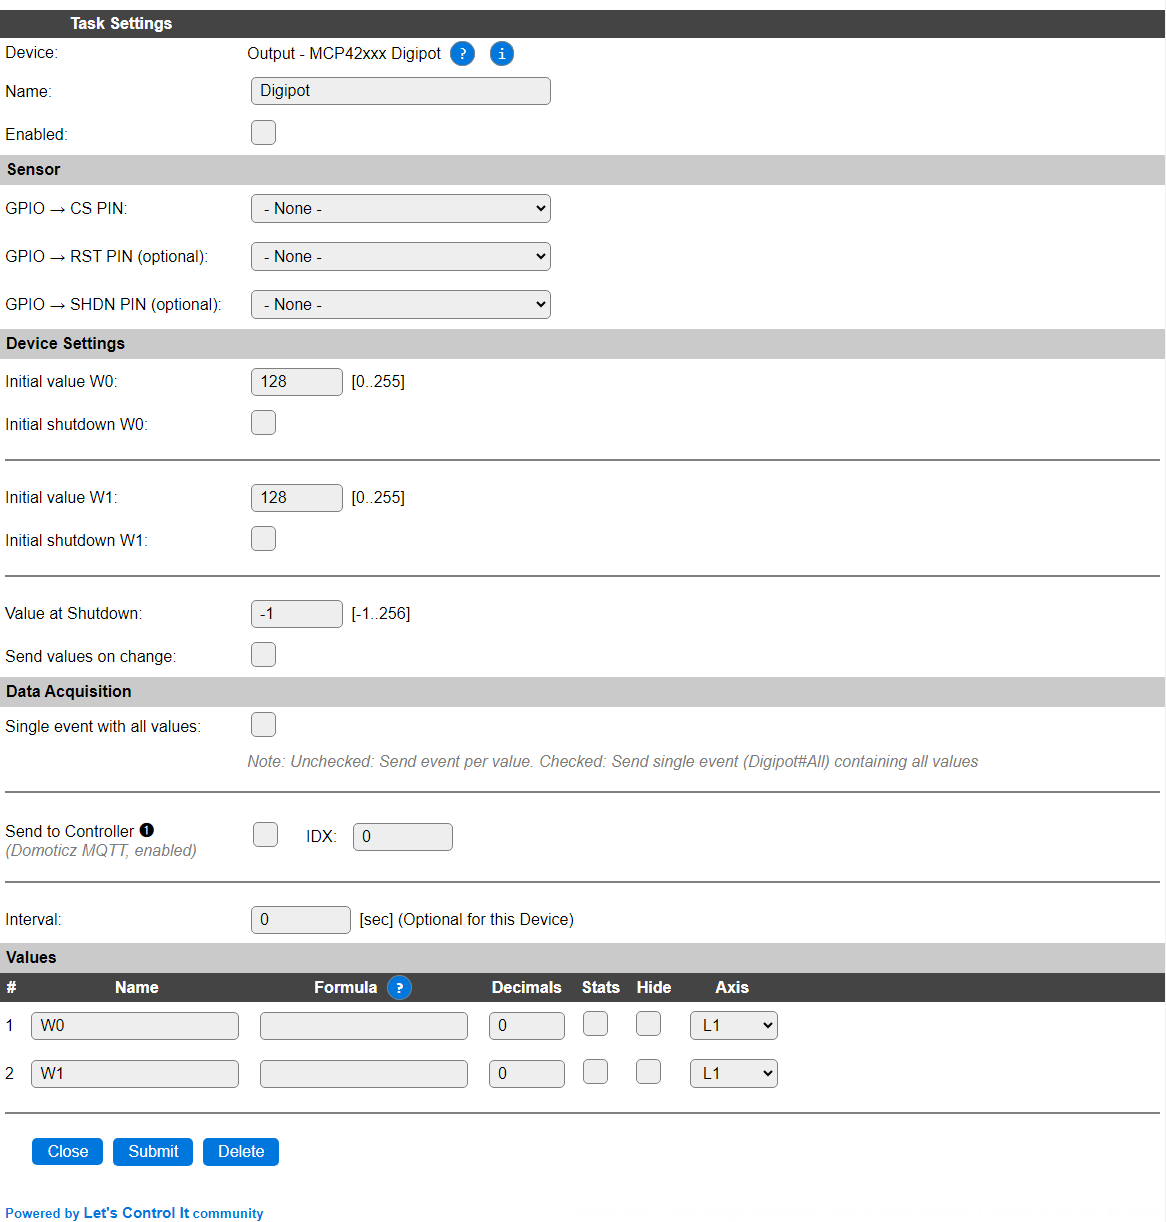 Task Settings
Device: Output - MCP42xxx Digipot ? i
Name: Digipot
Enabled:
Sensor
GPIO → CS PIN: - None -
GPIO → RST PIN (optional): - None -
GPIO → SHDN PIN (optional): - None -
Device Settings
Initial value W0: 128 [0..255]
Initial shutdown W0:
Initial value W1: 128 [0..255]
Initial shutdown W1:
Value at Shutdown: -1 [-1..256]
Send values on change:
Data Acquisition
Single event with all values:
Note: Unchecked: Send event per value. Checked: Send single event (Digipot#All) containing all values
Send to Controller ❶
(Domoticz MQTT, enabled)
IDX: 0
Interval: 0 [sec] (Optional for this Device)
Values
# Name Formula ? Decimals Stats Hide Axis
1 W0 0 L1
2 W1 0 L1
Close Submit Delete
Powered by Let's Control It community